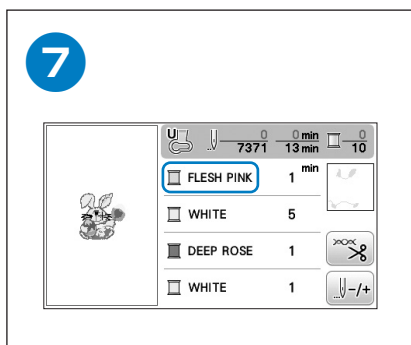 7
U 0 0 min 0
7371 13 min 10
FLESH PINK 1 min
WHITE 5
DEEP ROSE 1
WHITE 1
-/+